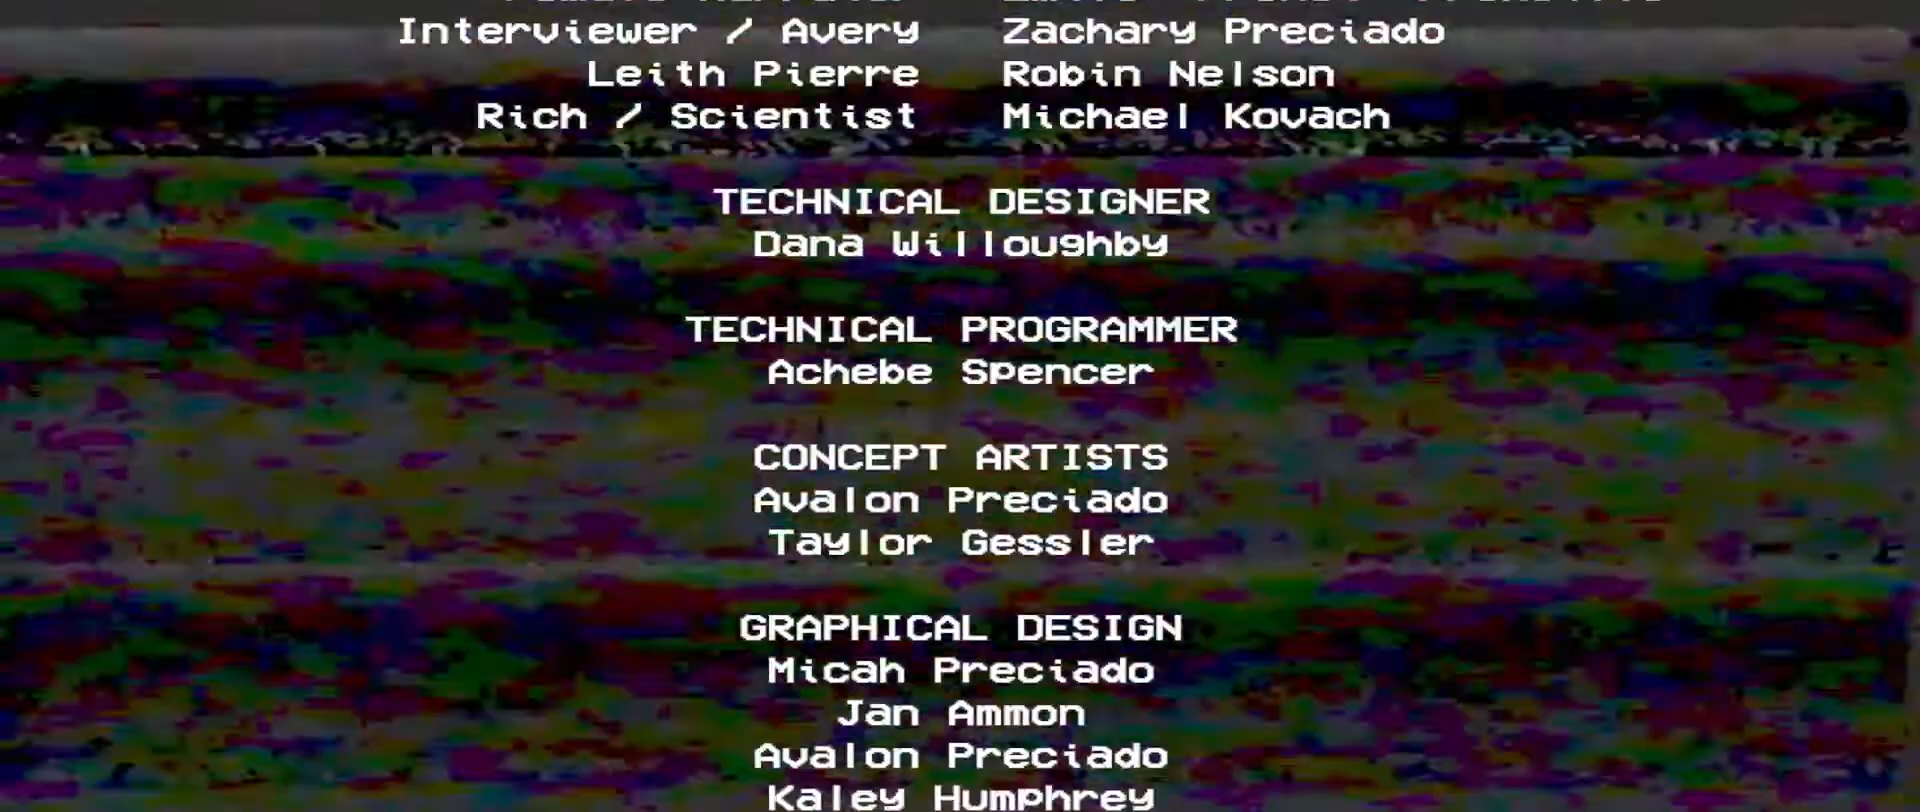 Interviewer / Avery Zachary Preciado
Leith Pierre Robin Nelson
Rich / Scientist Michael Kovach
TECHNICAL DESIGNER
Dana Willoughby
TECHNICAL PROGRAMMER
Achebe Spencer
CONCEPT ARTISTS
Avalon Preciado
Taylor Gessler
GRAPHICAL DESIGN
Micah Preciado
Jan Ammon
Avalon Preciado
Kaley Humphrey